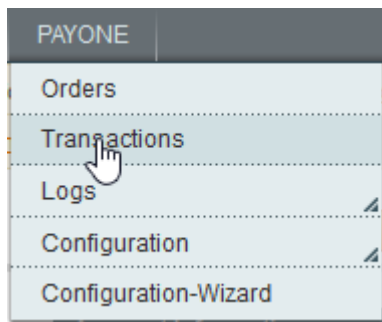 PAYONE
Orders
Transactions
Logs
Configuration
Configuration-Wizard